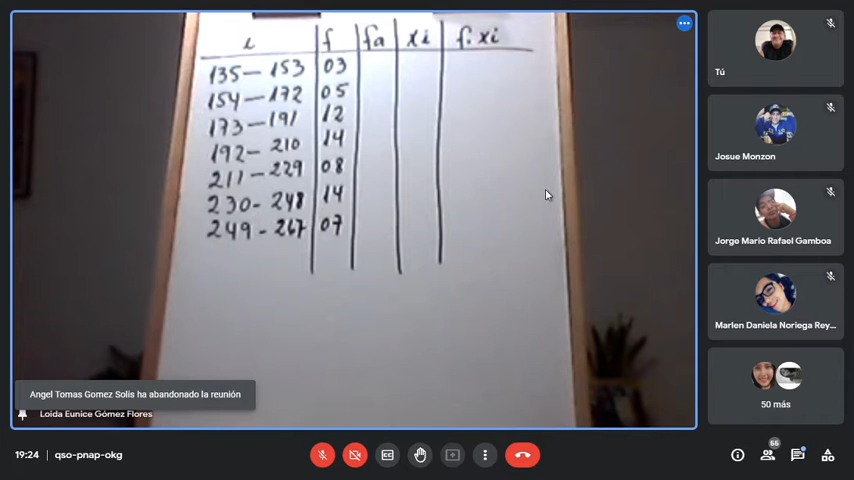 i f fa xi f.xi
135 — 153 03
154 — 172 05
173 — 191 12
192 - 210 14
211 — 229 08
230 - 248 14
249 - 267 07
Angel Tomas Gomez Solis ha abandonado la reunión
Loida Eunice Gómez Flores
Tú
Josue Monzon
Jorge Mario Rafael Gamboa
Marlen Daniela Noriega Rey...
50 más
19:24 qso-pnap-okg
CC
55